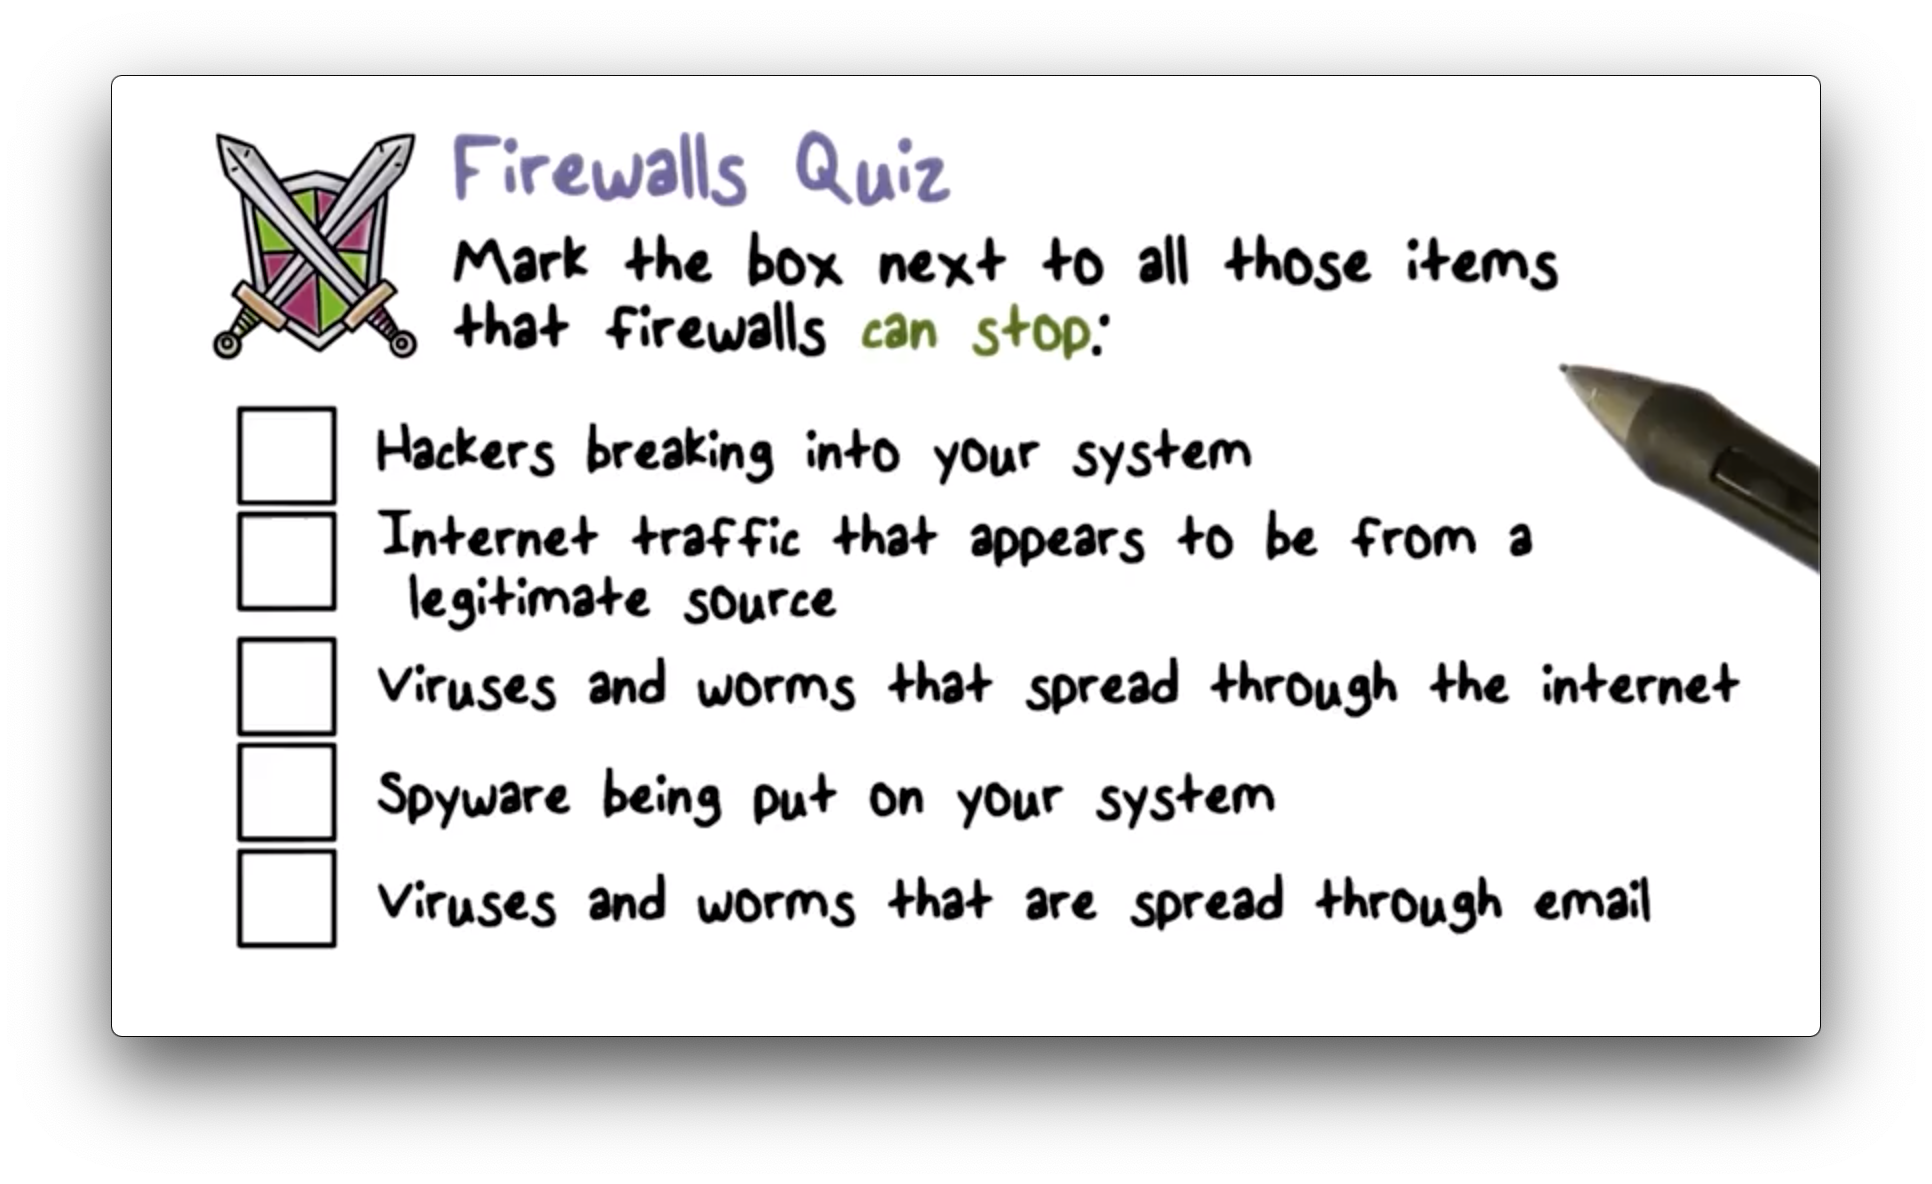 Firewalls Quiz
Mark the box next to all those items
that firewalls can stop:
Hackers breaking into your system
Internet traffic that appears to be from a
legitimate source
Viruses and worms that spread through the internet
Spyware being put on your system
Viruses and worms that are spread through email